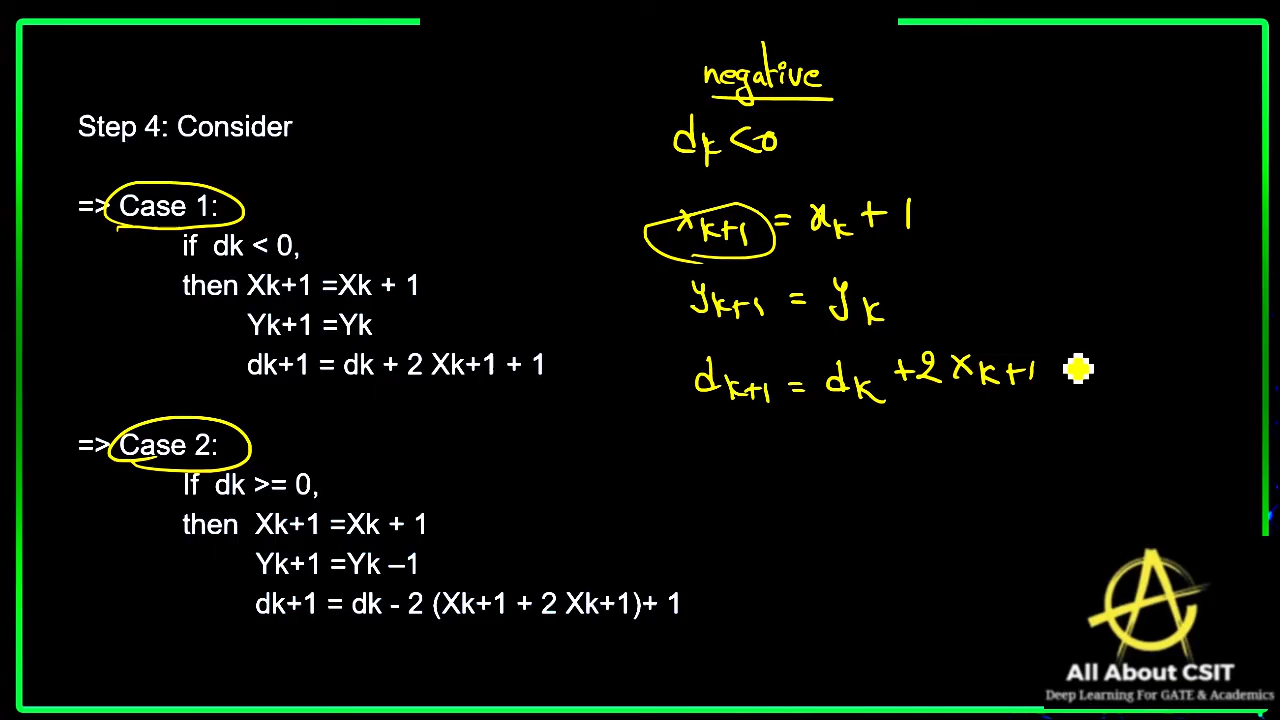 Step 4: Consider
=> Case 1:
if dk < 0,
then Xk+1 =Xk + 1
Yk+1 =Yk
dk+1 = dk + 2 Xk+1 + 1
=> Case 2:
If dk >= 0,
then Xk+1 =Xk + 1
Yk+1 =Yk –1
dk+1 = dk - 2 (Xk+1 + 2 Xk+1)+ 1
negative
dk <0
xk+1 = xk + 1
yk+1 = yk
dk+1 = dk +2 xk+1
All About CSIT
Deep Learning For GATE & Academics